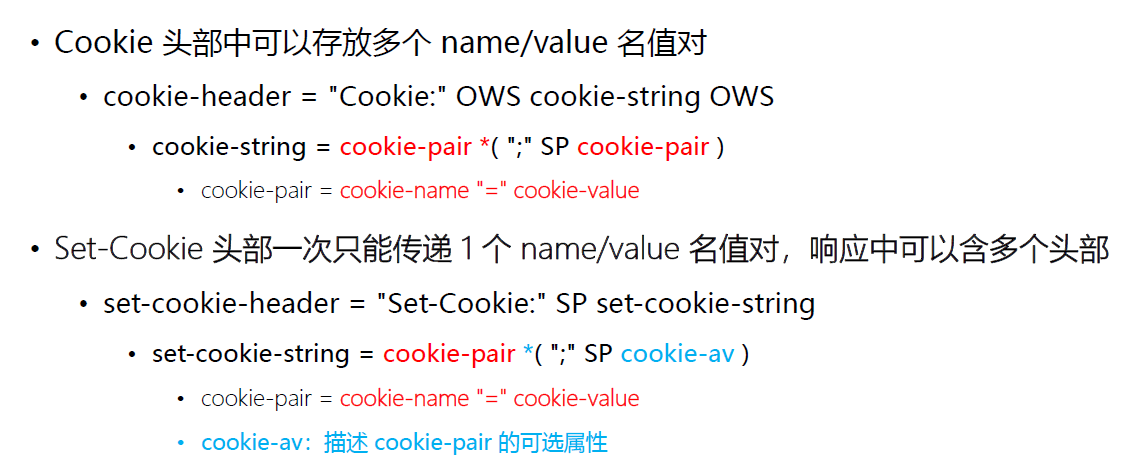 • Cookie 头部中可以存放多个 name/value 名值对
• cookie-header = "Cookie:" OWS cookie-string OWS
• cookie-string = cookie-pair *( ";" SP cookie-pair )
• cookie-pair = cookie-name "=" cookie-value
• Set-Cookie 头部一次只能传递 1 个 name/value 名值对，响应中可以含多个头部
• set-cookie-header = "Set-Cookie:" SP set-cookie-string
• set-cookie-string = cookie-pair *( ";" SP cookie-av )
• cookie-pair = cookie-name "=" cookie-value
• cookie-av：描述 cookie-pair 的可选属性